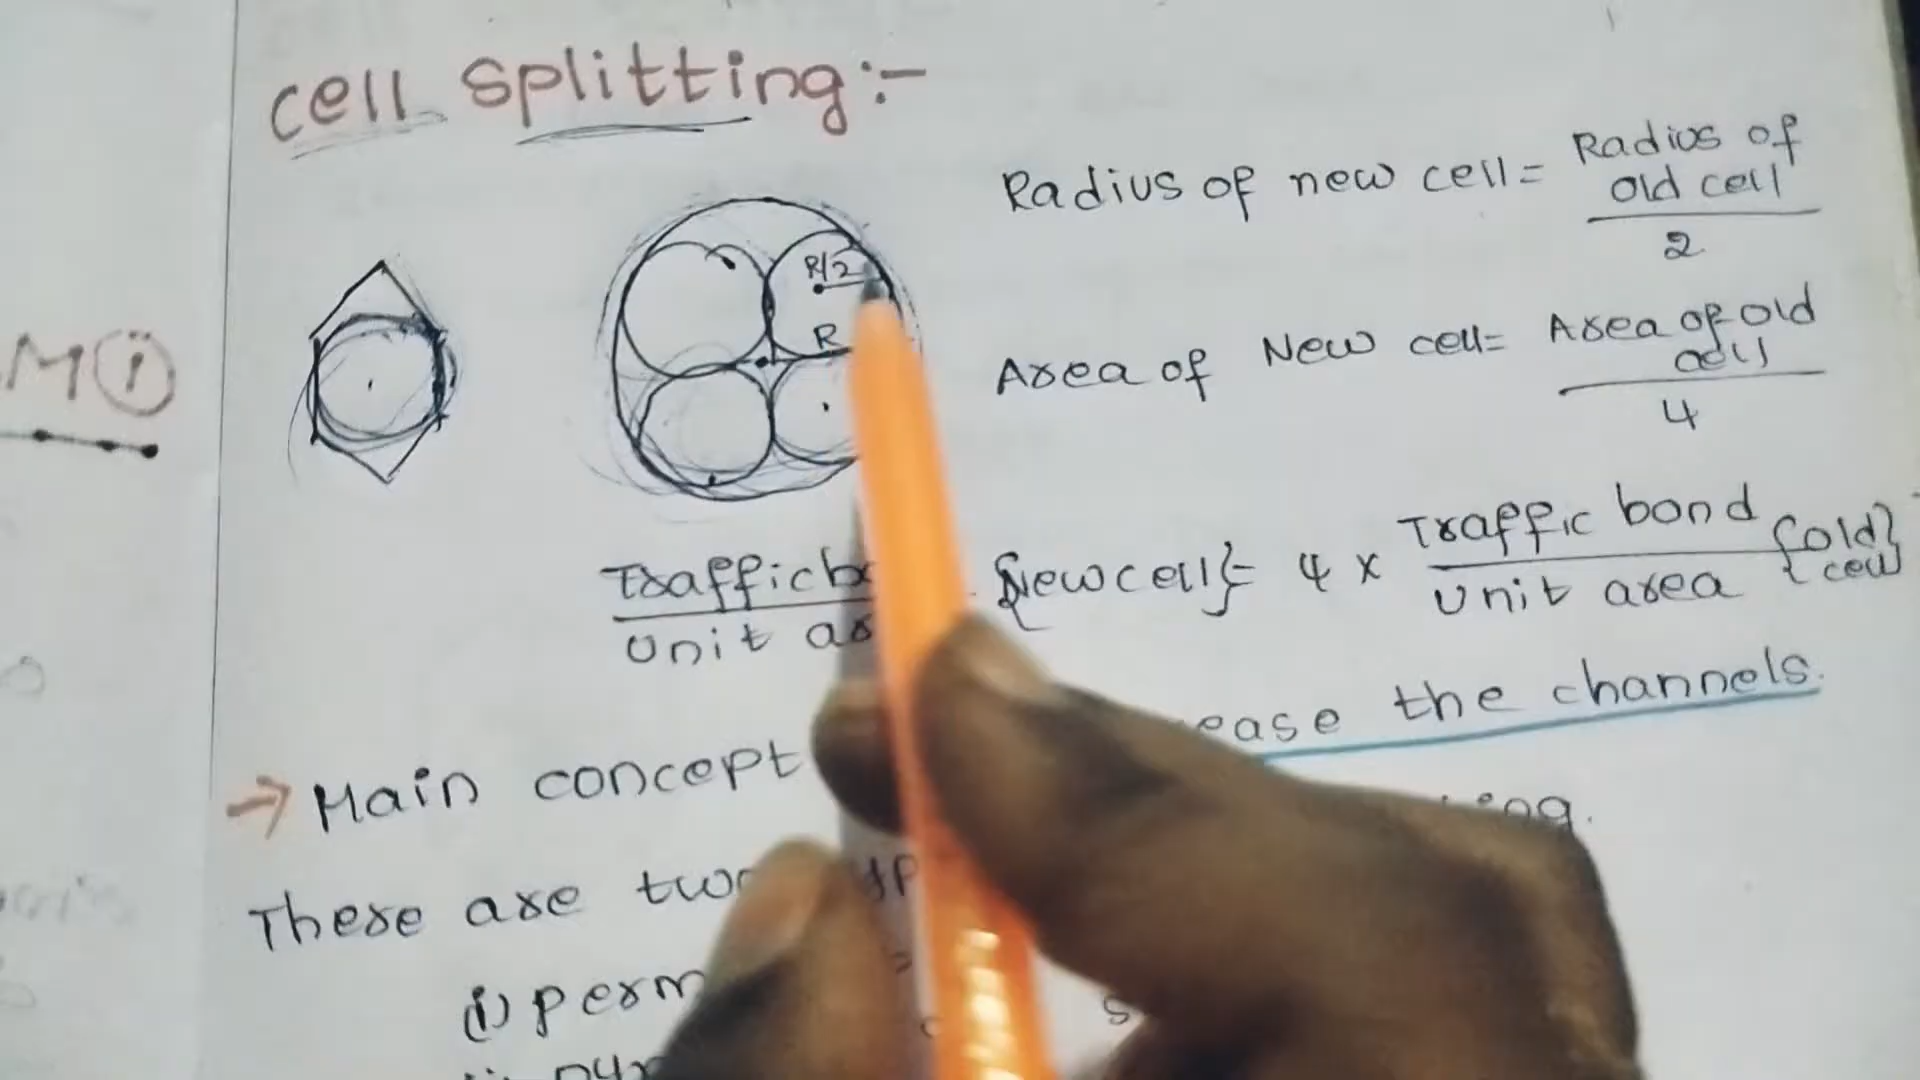 cell splitting:-
Radius of new cell = Radius of old cell / 2
R/2
R
Area of New cell = Area of old cell / 4
Traffic / Unit {New cell} = 4 x Traffic bond / Unit area {old cell}
→ Main concept the channels.
These are two
(i)
M (i)